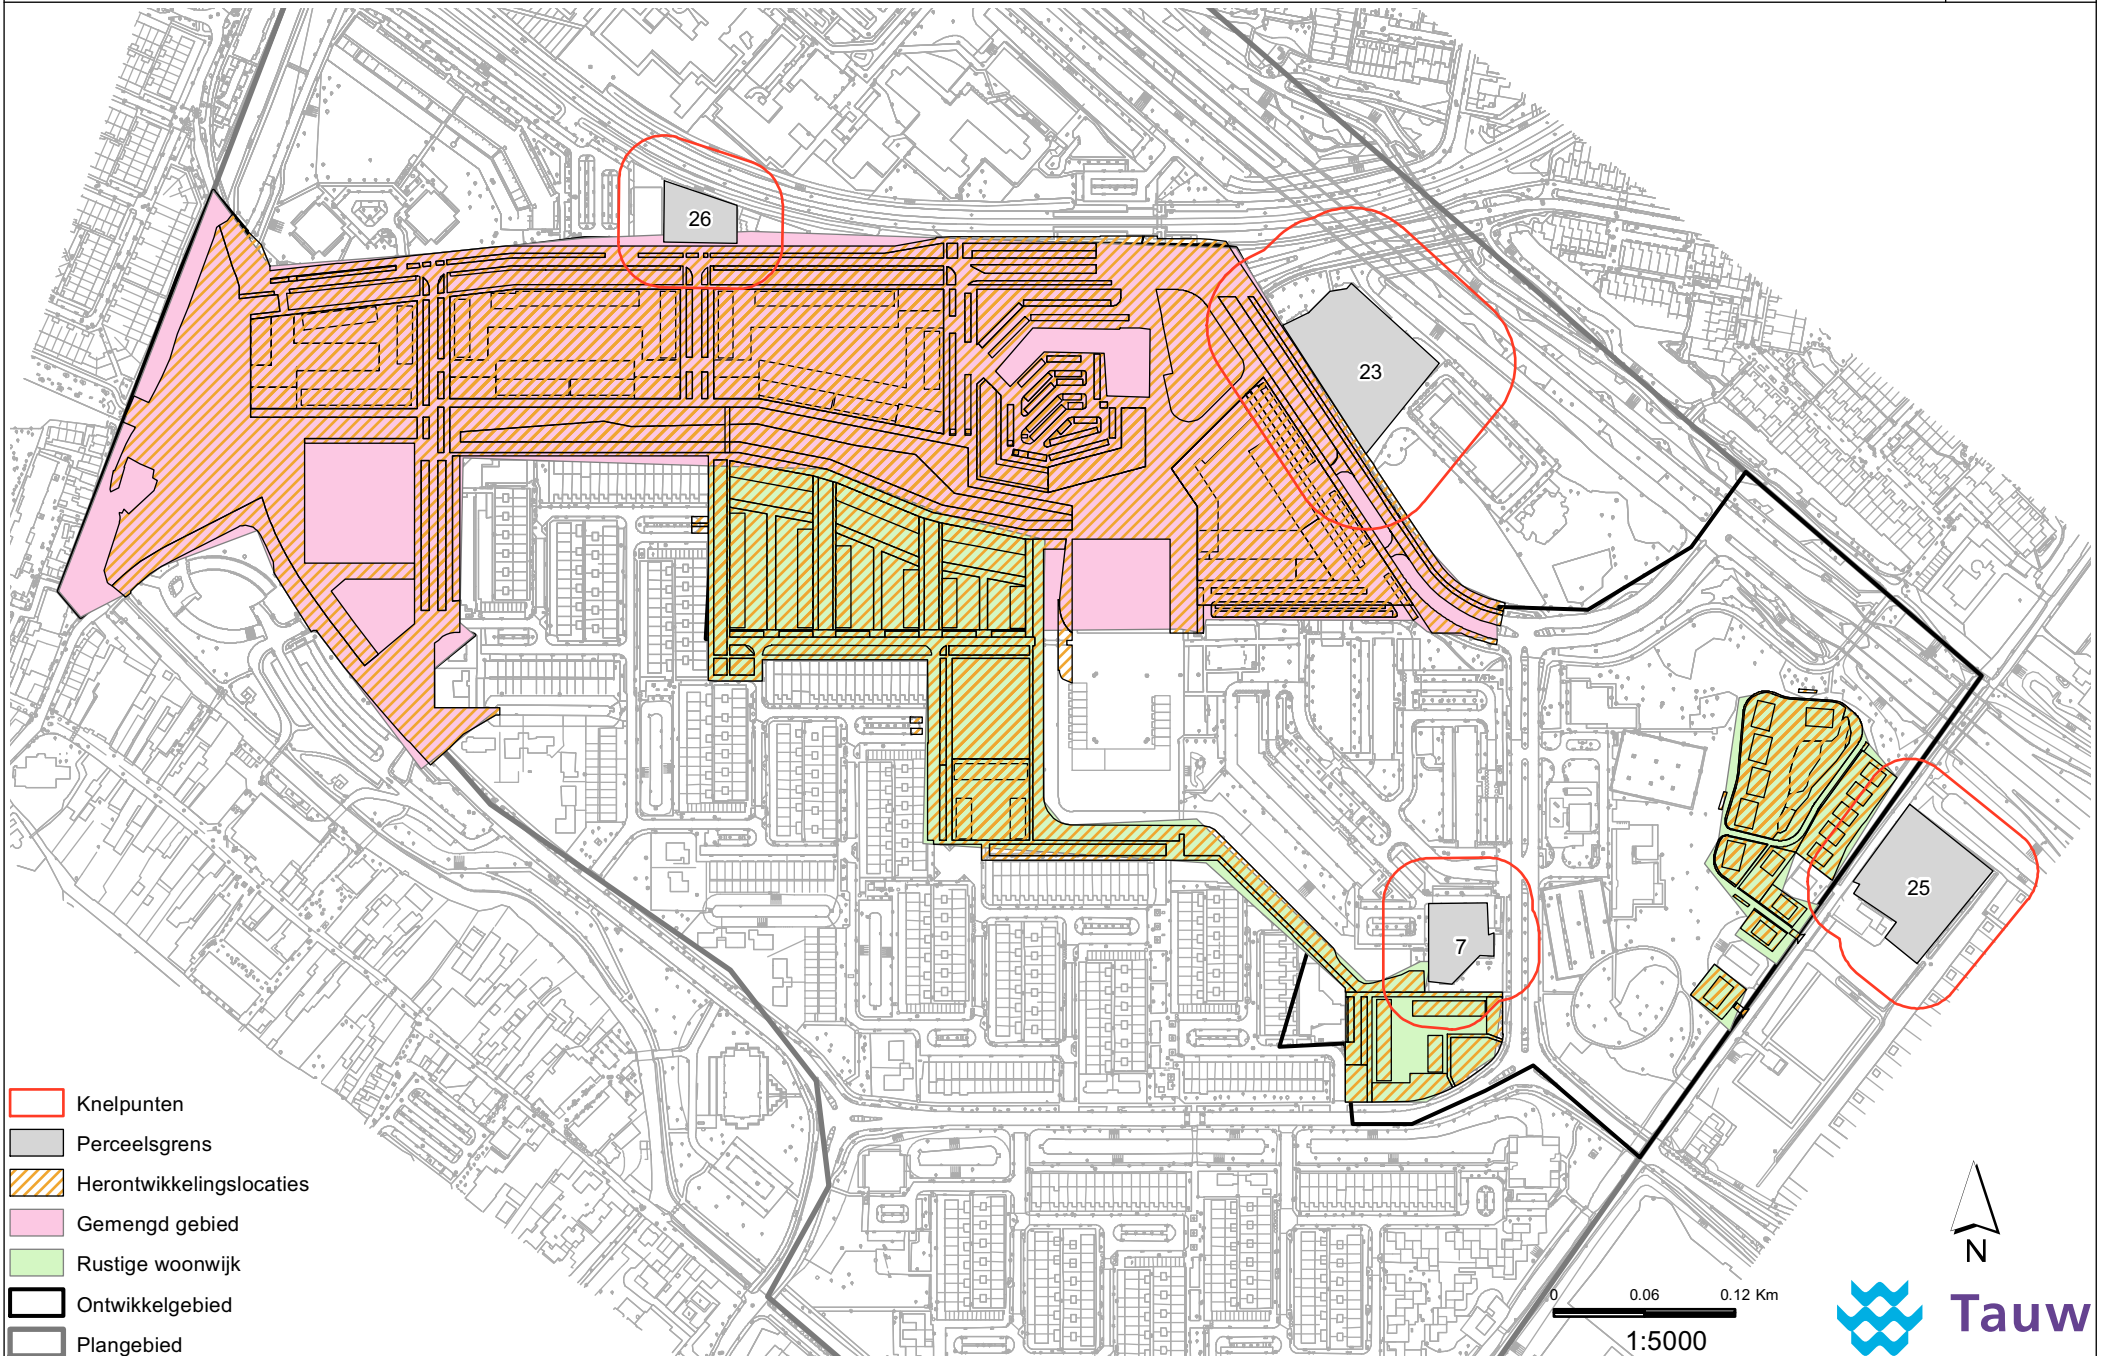 26
23
25
7
Knelpunten
Perceelsgrens
Herontwikkelingslocaties
Gemengd gebied
Rustige woonwijk
Ontwikkelgebied
Plangebied
0 0.06 0.12 Km
1:5000
N
Tauw